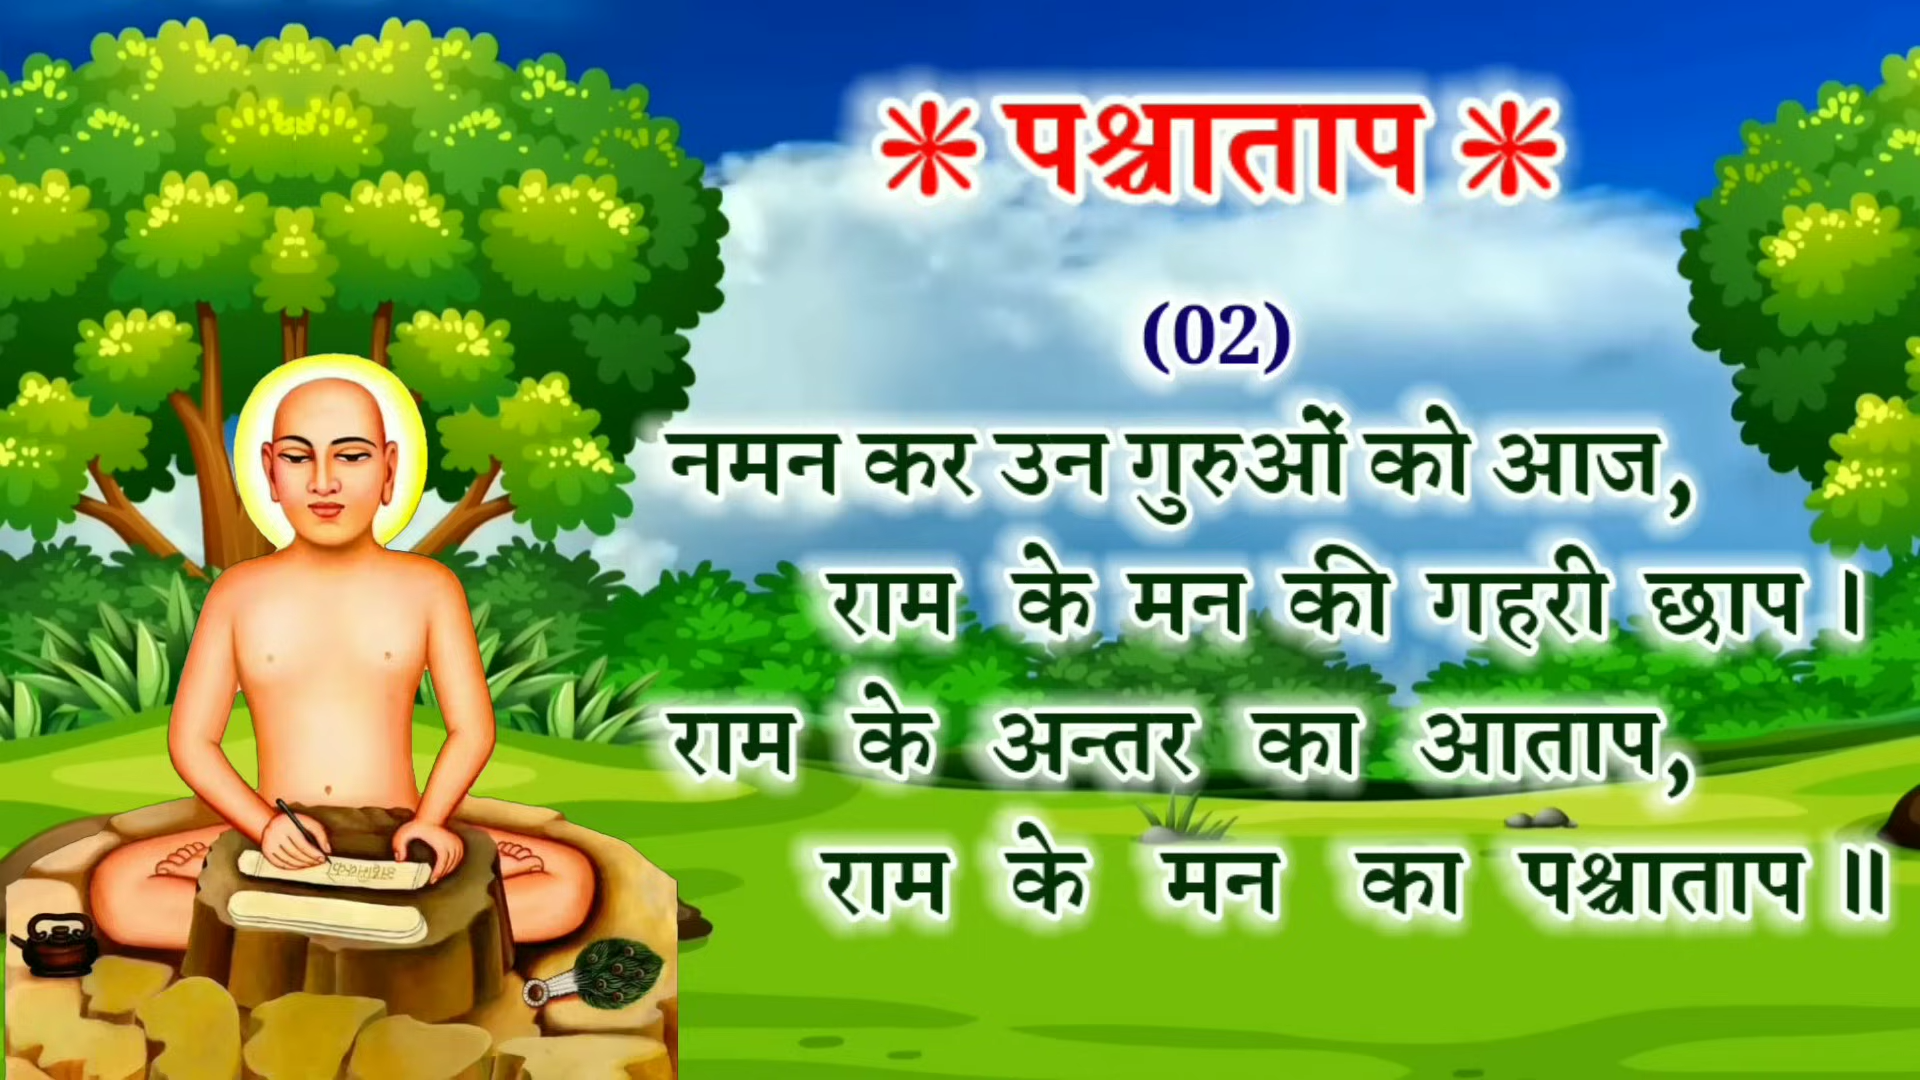 ❊ पश्चाताप ❊
(02)
नमन कर उन गुरुओं को आज,
राम के मन की गहरी छाप ।
राम के अन्तर का आताप,
राम के मन का पश्चाताप ॥